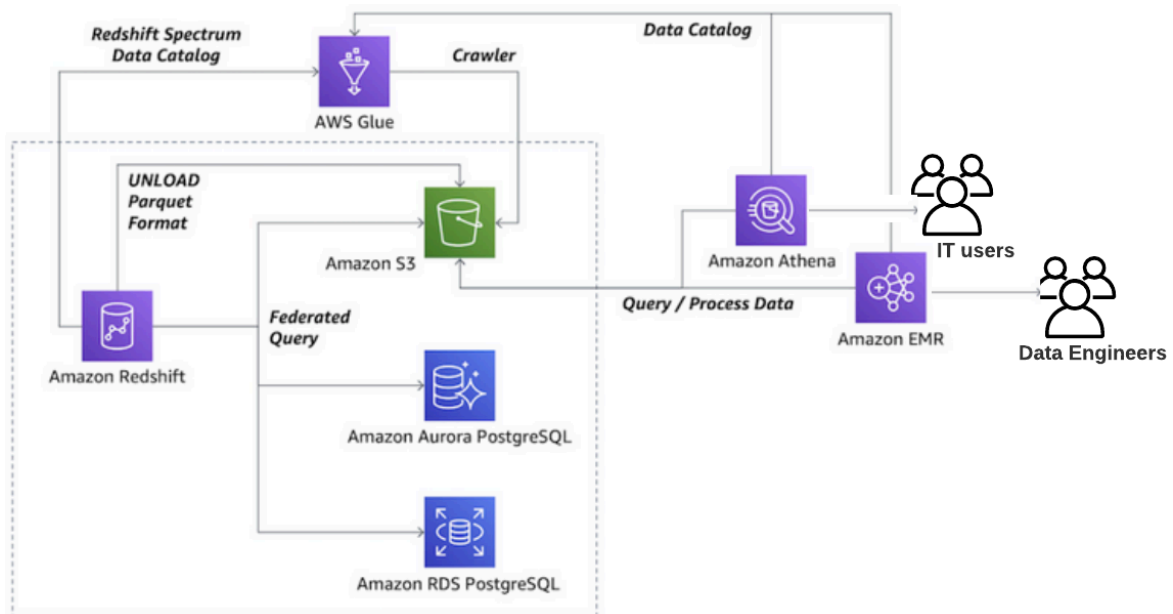 Redshift Spectrum
Data Catalog
Crawler
Data Catalog
AWS Glue
UNLOAD
Parquet
Format
Amazon S3
Amazon Athena
IT users
Query / Process Data
Federated
Query
Amazon EMR
Data Engineers
Amazon Redshift
Amazon Aurora PostgreSQL
Amazon RDS PostgreSQL